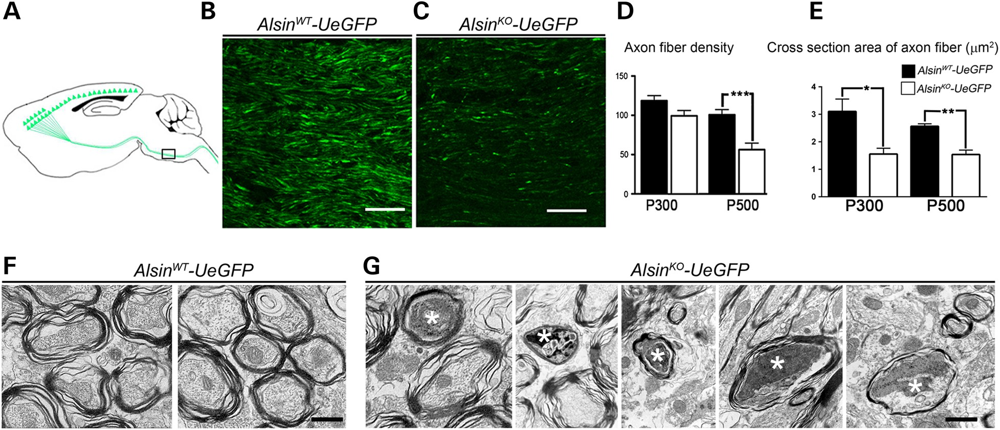 A
B
Alsin^WT-UeGFP
C
Alsin^KO-UeGFP
D
Axon fiber density
150
100
50
0
***
P300
P500
E
Cross section area of axon fiber (μm²)
Alsin^WT-UeGFP
Alsin^KO-UeGFP
4
3
2
1
0
*
**
P300
P500
F
Alsin^WT-UeGFP
G
Alsin^KO-UeGFP
*
*
*
*
*